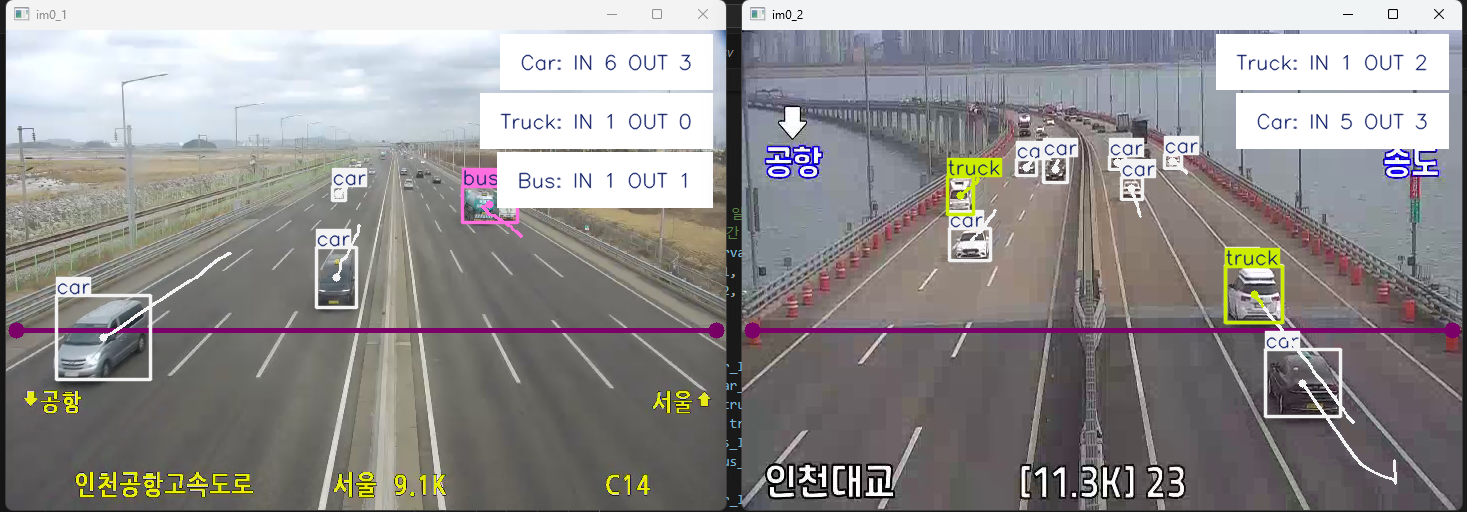 im0_1
Car: IN 6 OUT 3
Truck: IN 1 OUT 0
Bus: IN 1 OUT 1
car
bus
car
car
공항
서울
인천공항고속도로 서울 9.1K C14
im0_2
Truck: IN 1 OUT 2
Car: IN 5 OUT 3
공항
송도
car
car
truck
car
car
truck
car
인천대교 [11.3K] 23